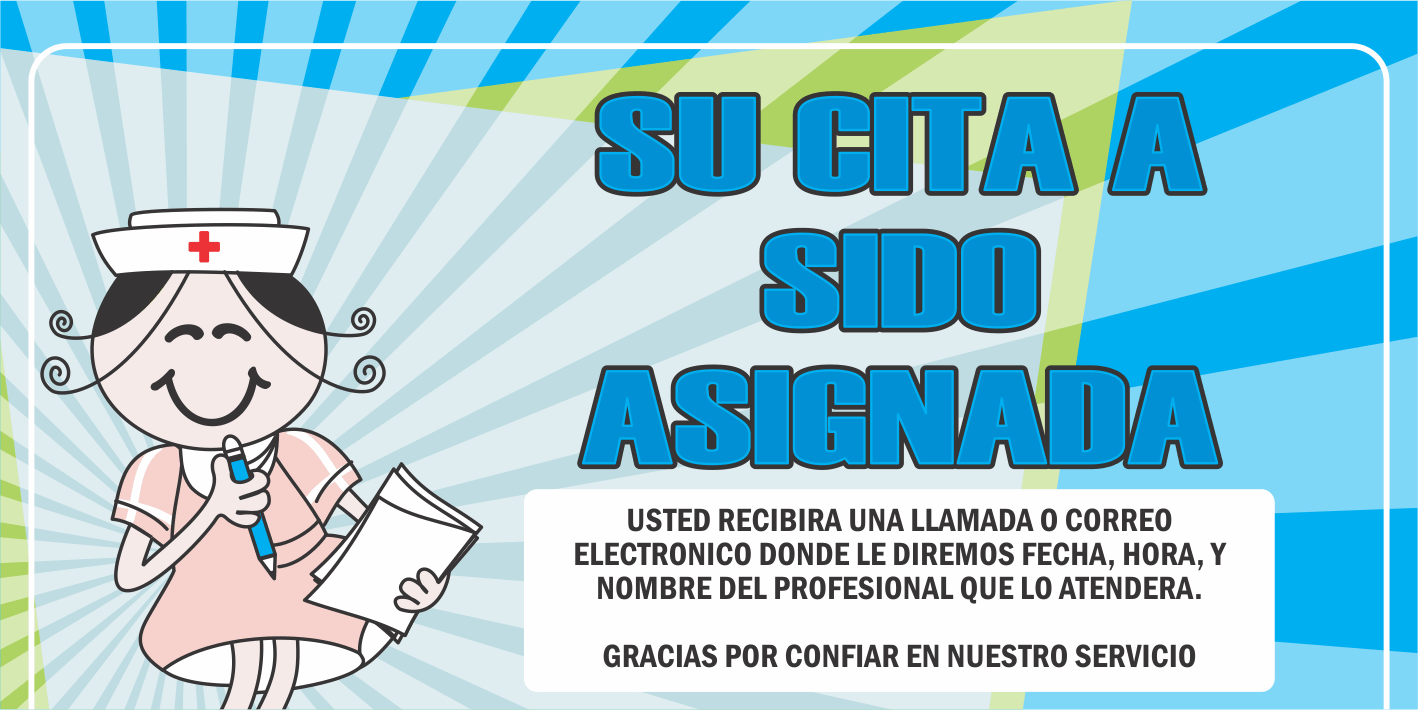 SU CITA A
SIDO
ASIGNADA
USTED RECIBIRA UNA LLAMADA O CORREO
ELECTRONICO DONDE LE DIREMOS FECHA, HORA, Y
NOMBRE DEL PROFESIONAL QUE LO ATENDERA.
GRACIAS POR CONFIAR EN NUESTRO SERVICIO